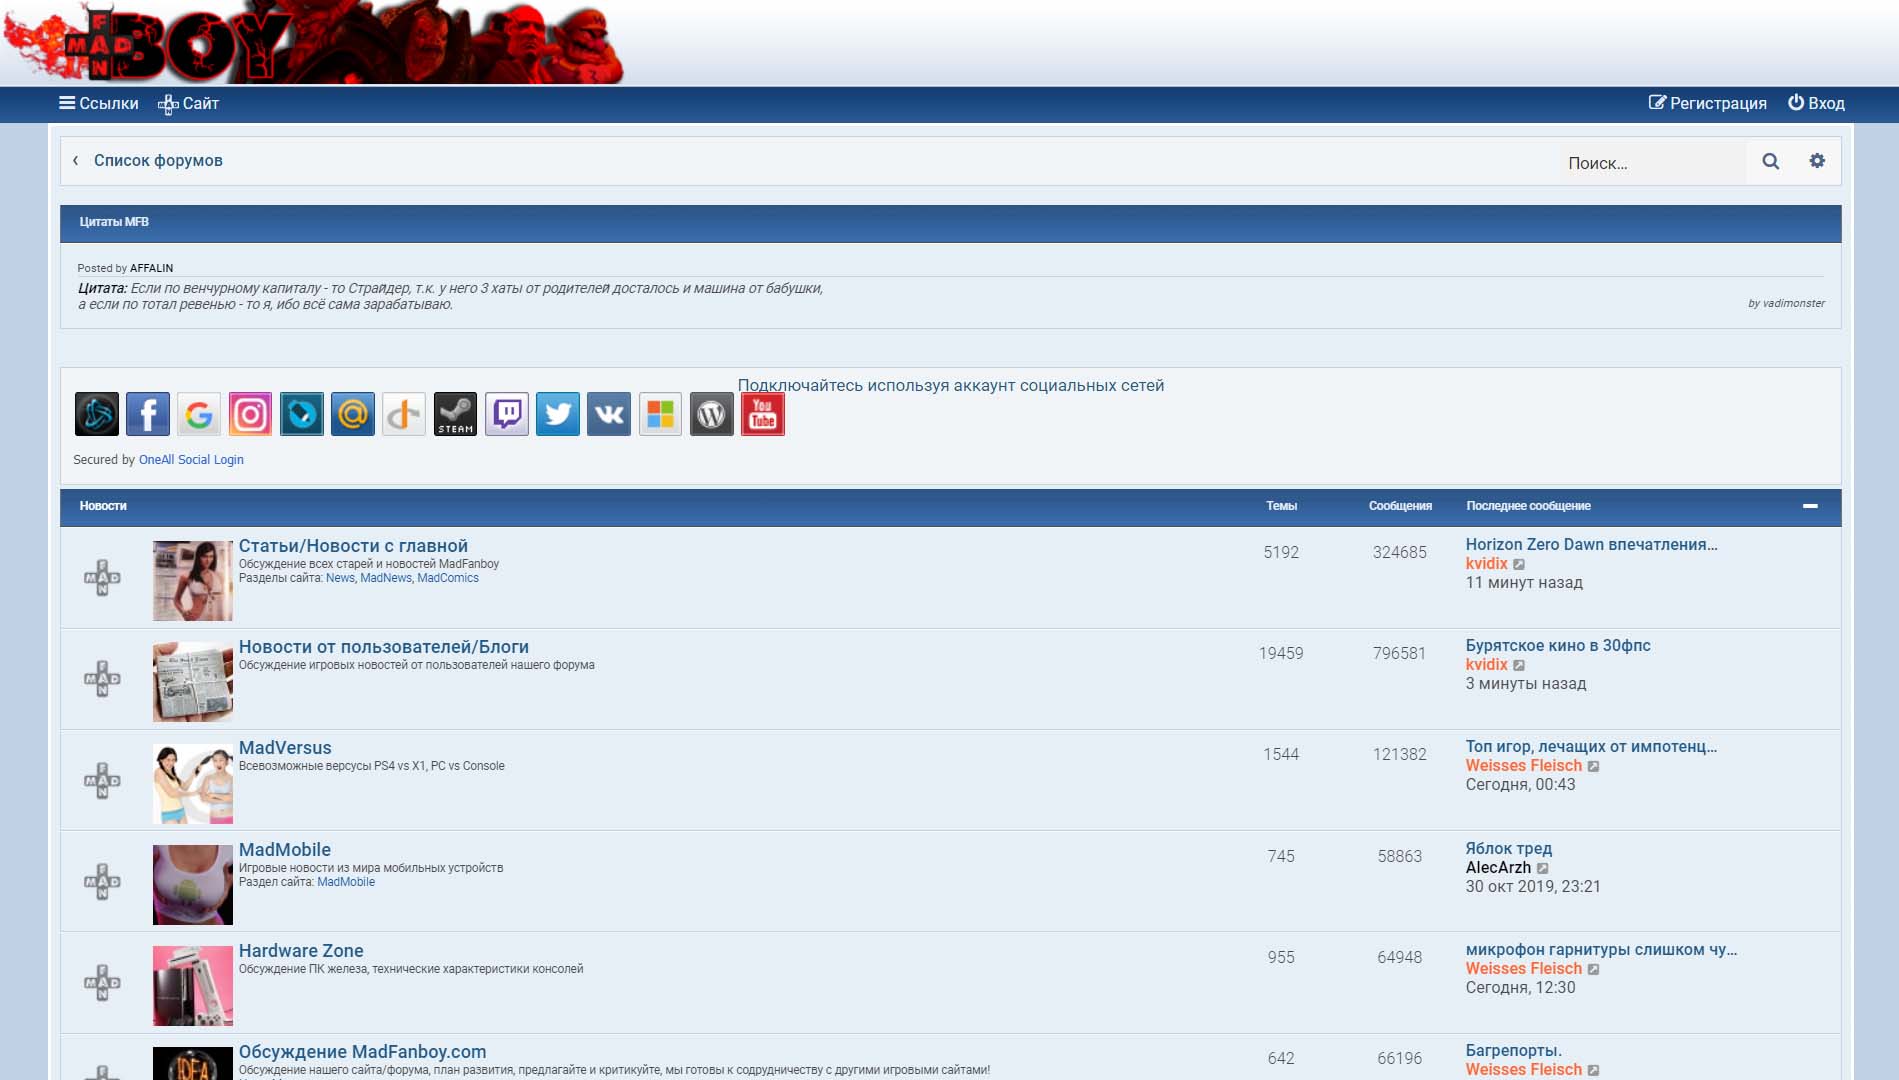 MAD FAN BOY
Ссылки Сайт Регистрация Вход
‹ Список форумов Поиск…
Цитаты MFB
Posted by AFFALIN
Цитата: Если по венчурному капиталу - то Страйдер, т.к. у него 3 хаты от родителей досталось и машина от бабушки,
а если по тотал ревенью - то я, ибо всё сама зарабатываю.
by vadimonster
Подключайтесь используя аккаунт социальных сетей
STEAM You Tube
Secured by OneAll Social Login
Новости Темы Сообщения Последнее сообщение
Статьи/Новости с главной 5192 324685 Horizon Zero Dawn впечатления…
Обсуждение всех старей и новостей MadFanboy kvidix
Разделы сайта: News, MadNews, MadComics 11 минут назад
Новости от пользователей/Блоги 19459 796581 Бурятское кино в 30фпс
Обсуждение игровых новостей от пользователей нашего форума kvidix
3 минуты назад
MadVersus 1544 121382 Топ игор, лечащих от импотенц…
Всевозможные версусы PS4 vs X1, PC vs Console Weisses Fleisch
Сегодня, 00:43
MadMobile 745 58863 Яблок тред
Игровые новости из мира мобильных устройств AlecArzh
Раздел сайта: MadMobile 30 окт 2019, 23:21
Hardware Zone 955 64948 микрофон гарнитуры слишком чу…
Обсуждение ПК железа, технические характеристики консолей Weisses Fleisch
Сегодня, 12:30
Обсуждение MadFanboy.com 642 66196 Багрепорты.
Обсуждение нашего сайта/форума, план развития, предлагайте и критикуйте, мы готовы к содрудничеству с другими игровыми сайтами! Weisses Fleisch
IDEA